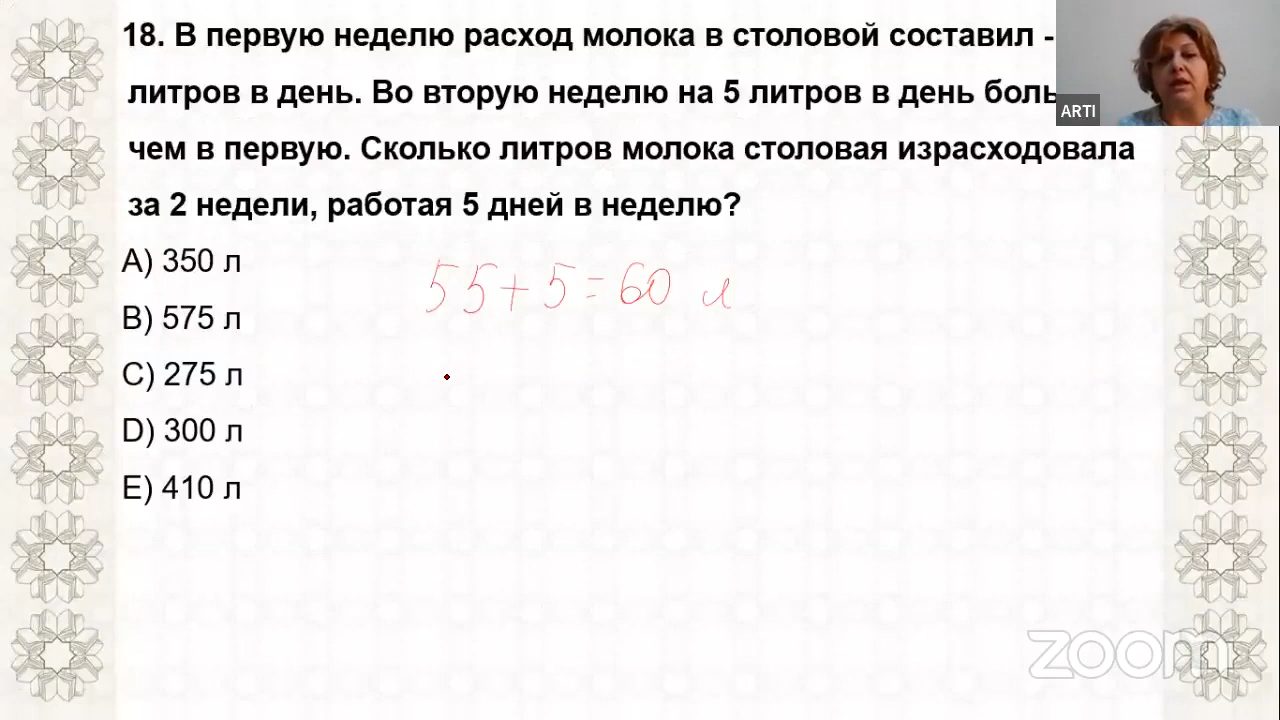 18. В первую неделю расход молока в столовой составил -
литров в день. Во вторую неделю на 5 литров в день боль
чем в первую. Сколько литров молока столовая израсходовала
за 2 недели, работая 5 дней в неделю?
A) 350 л
B) 575 л
C) 275 л
D) 300 л
E) 410 л
55+5=60 л
ARTI
zoom